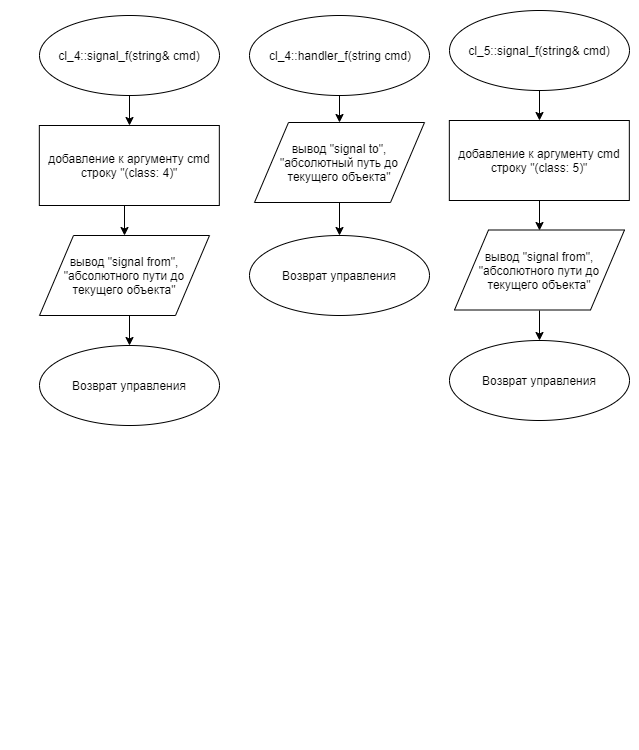 cl_4::signal_f(string& cmd)
добавление к аргументу cmd
строку "(class: 4)"
вывод "signal from",
"абсолютного пути до
текущего объекта"
Возврат управления
cl_4::handler_f(string cmd)
вывод "signal to",
"абсолютный путь до
текущего объекта"
Возврат управления
cl_5::signal_f(string& cmd)
добавление к аргументу cmd
строку "(class: 5)"
вывод "signal from",
"абсолютного пути до
текущего объекта"
Возврат управления